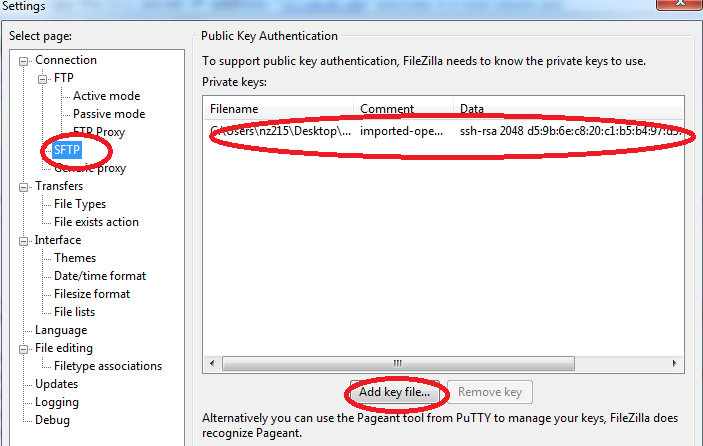 Settings
Select page:
Connection
FTP
Active mode
Passive mode
FTP Proxy
SFTP
Generic proxy
Transfers
File Types
File exists action
Interface
Themes
Date/time format
Filesize format
File lists
Language
File editing
Filetype associations
Updates
Logging
Debug
Public Key Authentication
To support public key authentication, FileZilla needs to know the private keys to use.
Private keys:
Filename Comment Data
C:\Users\nz215\Desktop\... imported-ope... ssh-rsa 2048 d5:9b:6e:c8:20:c1:b5:b4:97:d5:
Add key file... Remove key
Alternatively you can use the Pageant tool from PuTTY to manage your keys, FileZilla does
recognize Pageant.